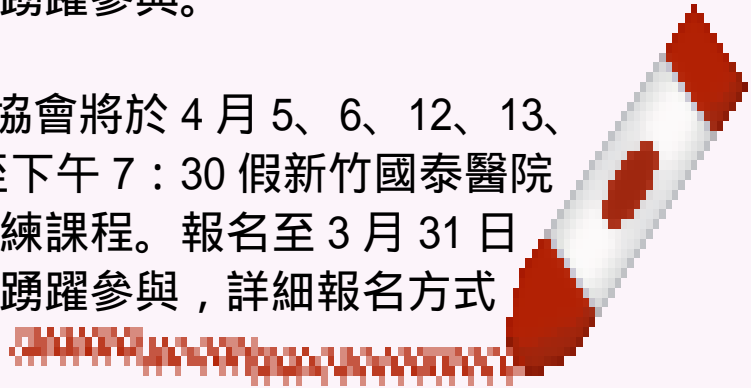 踴躍參與。
協會將於 4 月 5、6、12、13、
至下午 7：30 假新竹國泰醫院
練課程。報名至 3 月 31 日
踴躍參與，詳細報名方式